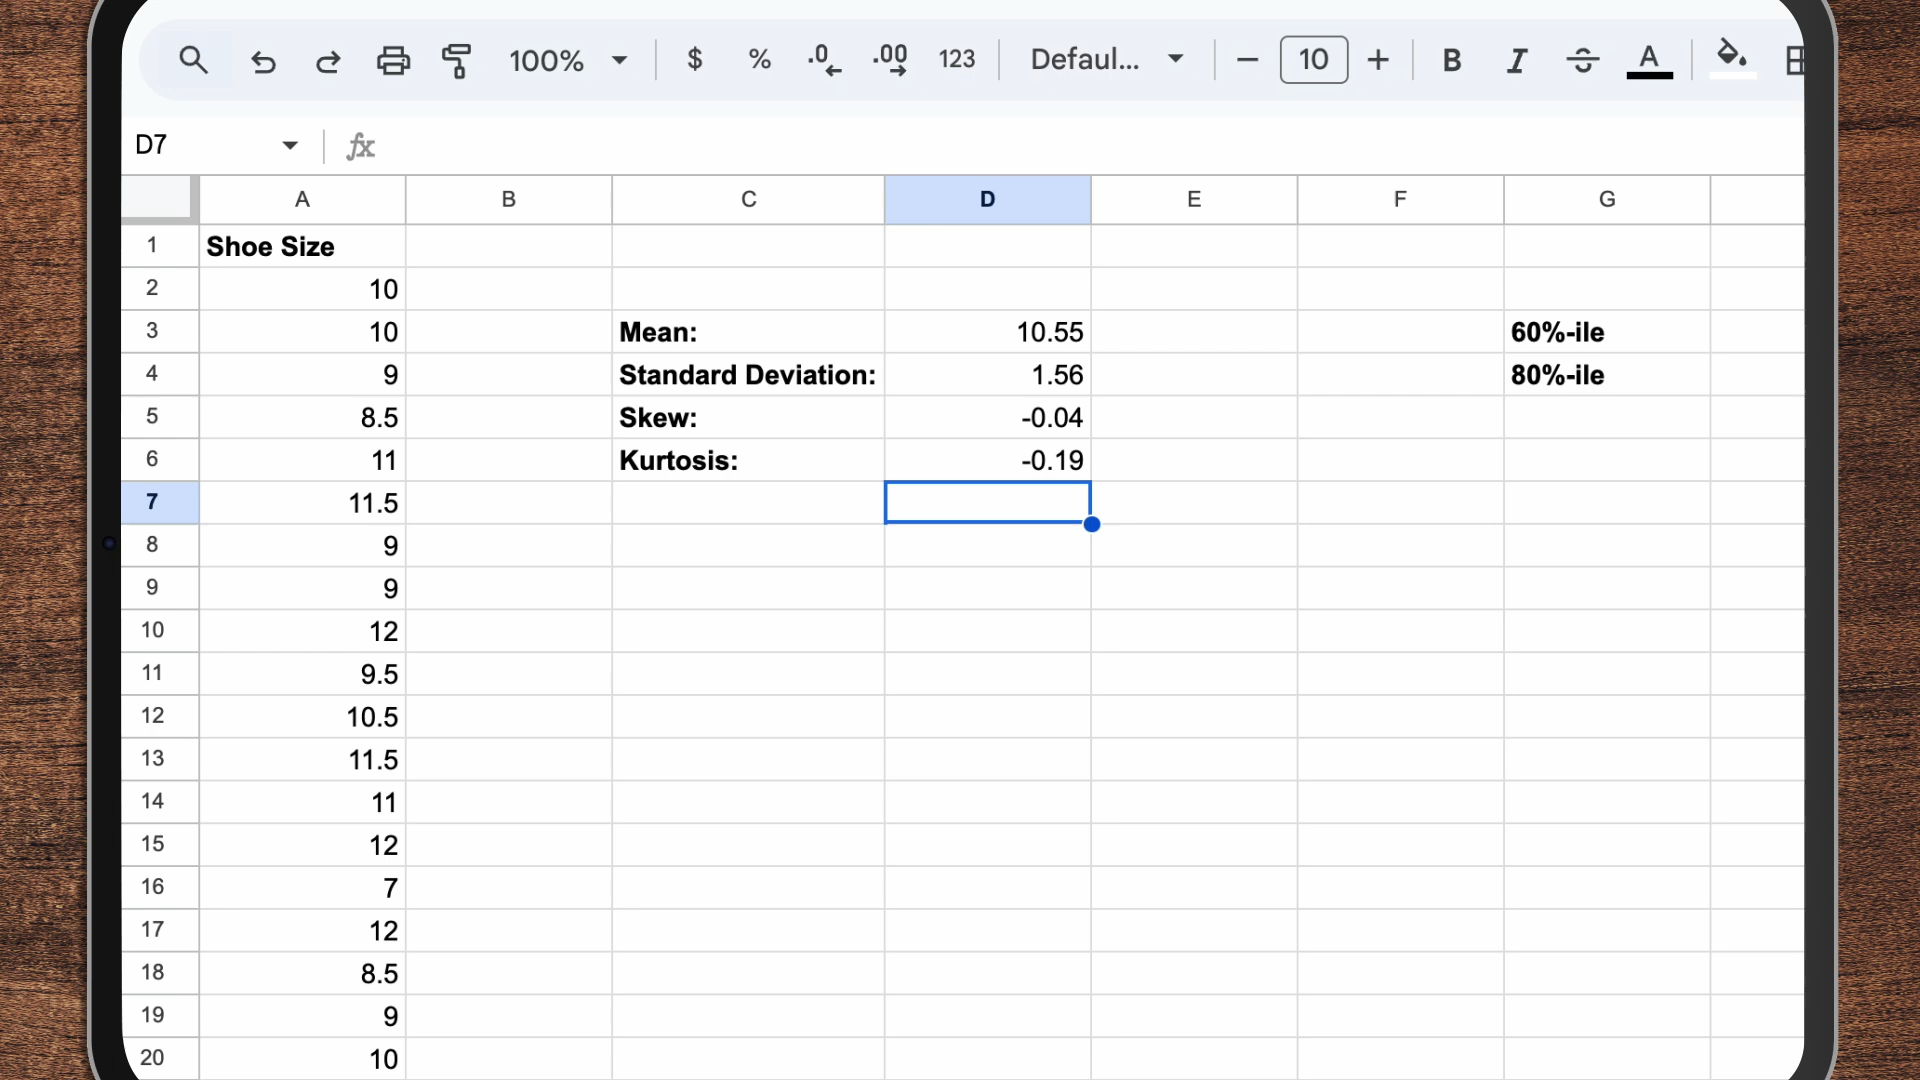 100% $ % .0 .00 123 Defaul... 10 B I S A
D7 fx
A B C D E F G
1 Shoe Size
2 10
3 10 Mean: 10.55 60%-ile
4 9 Standard Deviation: 1.56 80%-ile
5 8.5 Skew: -0.04
6 11 Kurtosis: -0.19
7 11.5
8 9
9 9
10 12
11 9.5
12 10.5
13 11.5
14 11
15 12
16 7
17 12
18 8.5
19 9
20 10